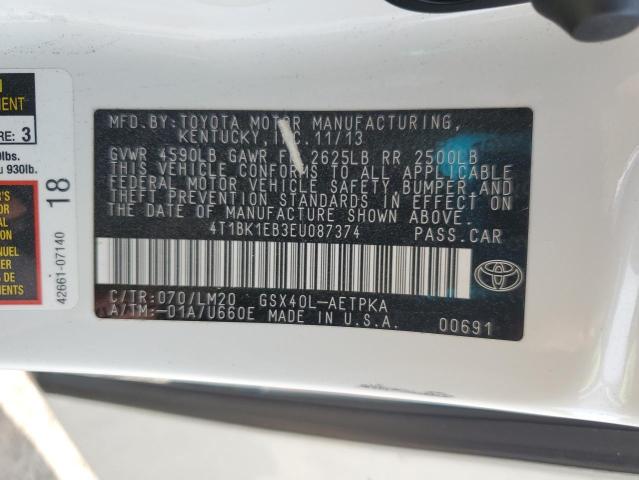 MENT
RE: 3
lbs.
930lb.
18
42661-07140
MFD.BY:TOYOTA MOTOR MANUFACTURING,
KENTUCKY, INC. 11/13
GVWR 4590LB GAWR FR 2625LB RR 2500LB
THIS VEHICLE CONFORMS TO ALL APPLICABLE
FEDERAL MOTOR VEHICLE SAFETY, BUMPER, AND
THEFT PREVENTION STANDARDS IN EFFECT ON
THE DATE OF MANUFACTURE SHOWN ABOVE.
4T1BK1EB3EU087374 PASS.CAR
C/TR:070/LM20 GSX40L-AETPKA
A/TM:-01A/U660E MADE IN U.S.A.
00691
TOYOTA